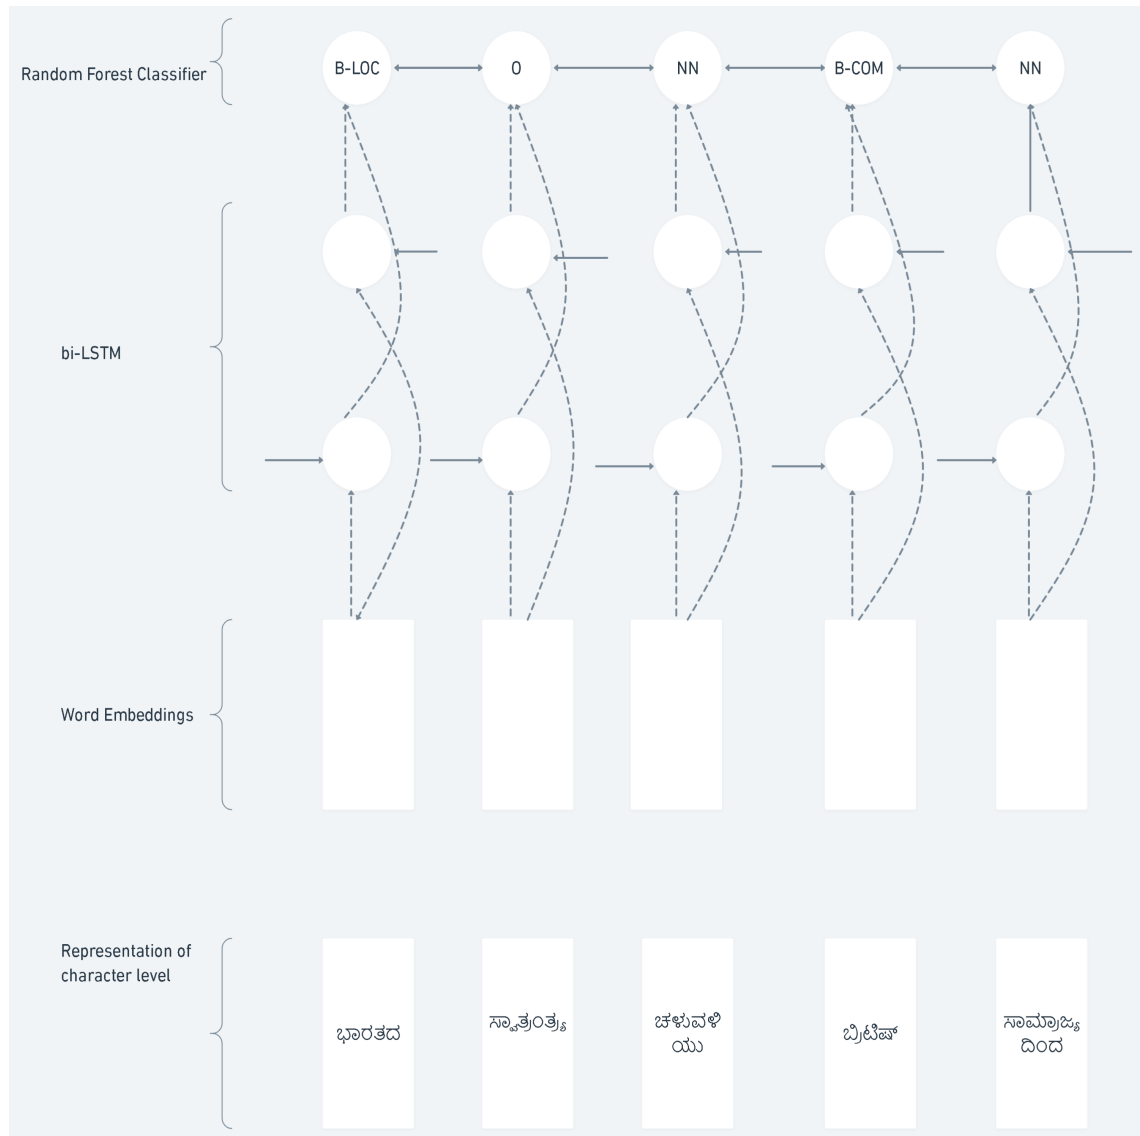 Random Forest Classifier
B-LOC
O
NN
B-COM
NN
bi-LSTM
Word Embeddings
Representation of
character level
ಭಾರತದ
ಸ್ವಾತ್ರಂತ್ರ್ಯ
ಚಳುವಳಿ
ಯು
ಬ್ರಿಟಿಷ್
ಸಾಮ್ರಾಜ್ಯ
ದಿಂದ